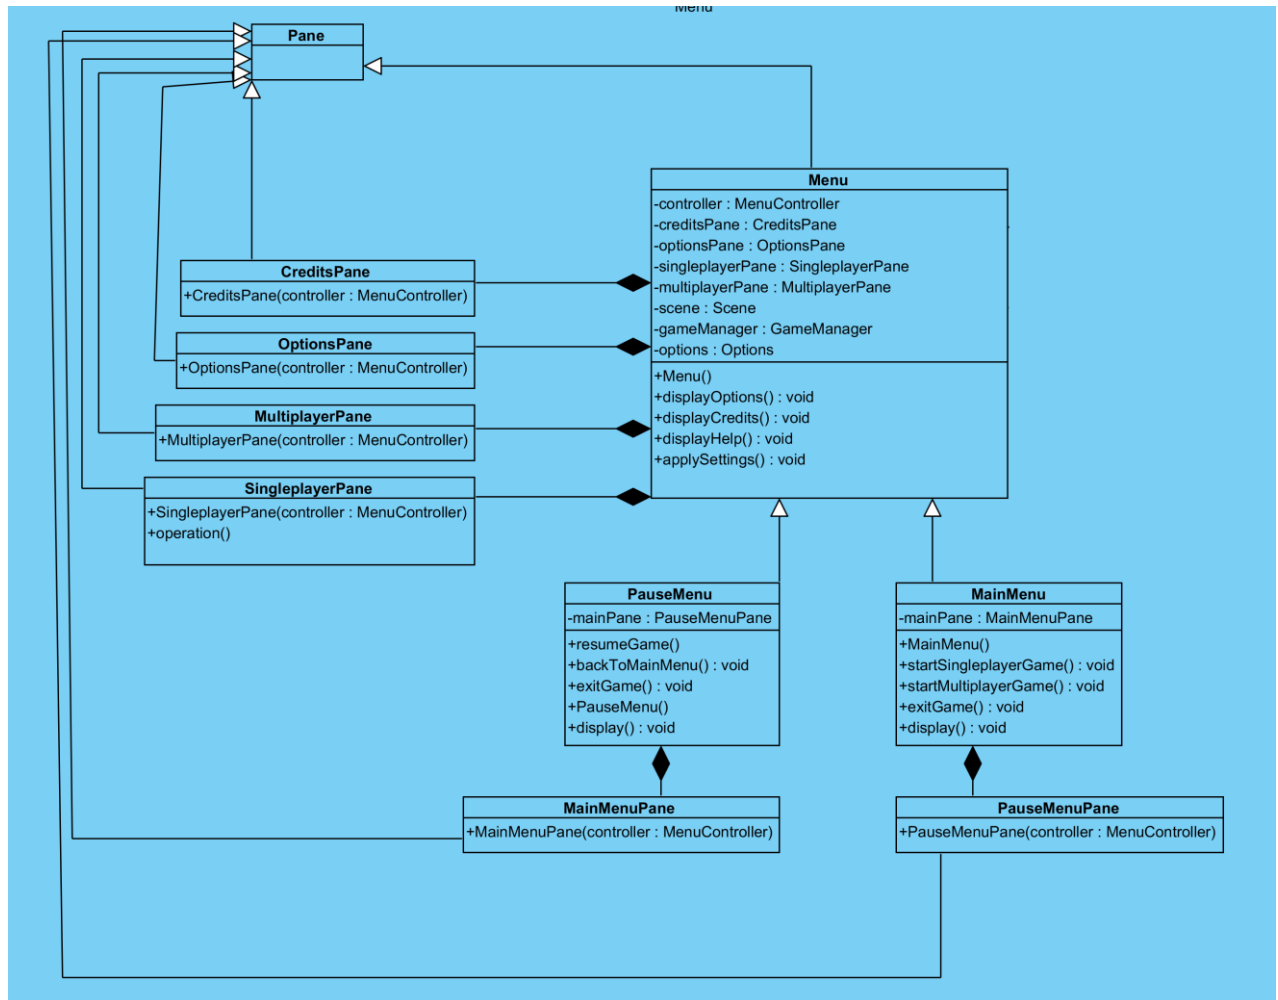 Menu
Pane
Menu
-controller : MenuController
-creditsPane : CreditsPane
-optionsPane : OptionsPane
-singleplayerPane : SingleplayerPane
-multiplayerPane : MultiplayerPane
-scene : Scene
-gameManager : GameManager
-options : Options
+Menu()
+displayOptions() : void
+displayCredits() : void
+displayHelp() : void
+applySettings() : void
CreditsPane
+CreditsPane(controller : MenuController)
OptionsPane
+OptionsPane(controller : MenuController)
MultiplayerPane
+MultiplayerPane(controller : MenuController)
SingleplayerPane
+SingleplayerPane(controller : MenuController)
+operation()
PauseMenu
-mainPane : PauseMenuPane
+resumeGame()
+backToMainMenu() : void
+exitGame() : void
+PauseMenu()
+display() : void
MainMenu
-mainPane : MainMenuPane
+MainMenu()
+startSingleplayerGame() : void
+startMultiplayerGame() : void
+exitGame() : void
+display() : void
MainMenuPane
+MainMenuPane(controller : MenuController)
PauseMenuPane
+PauseMenuPane(controller : MenuController)